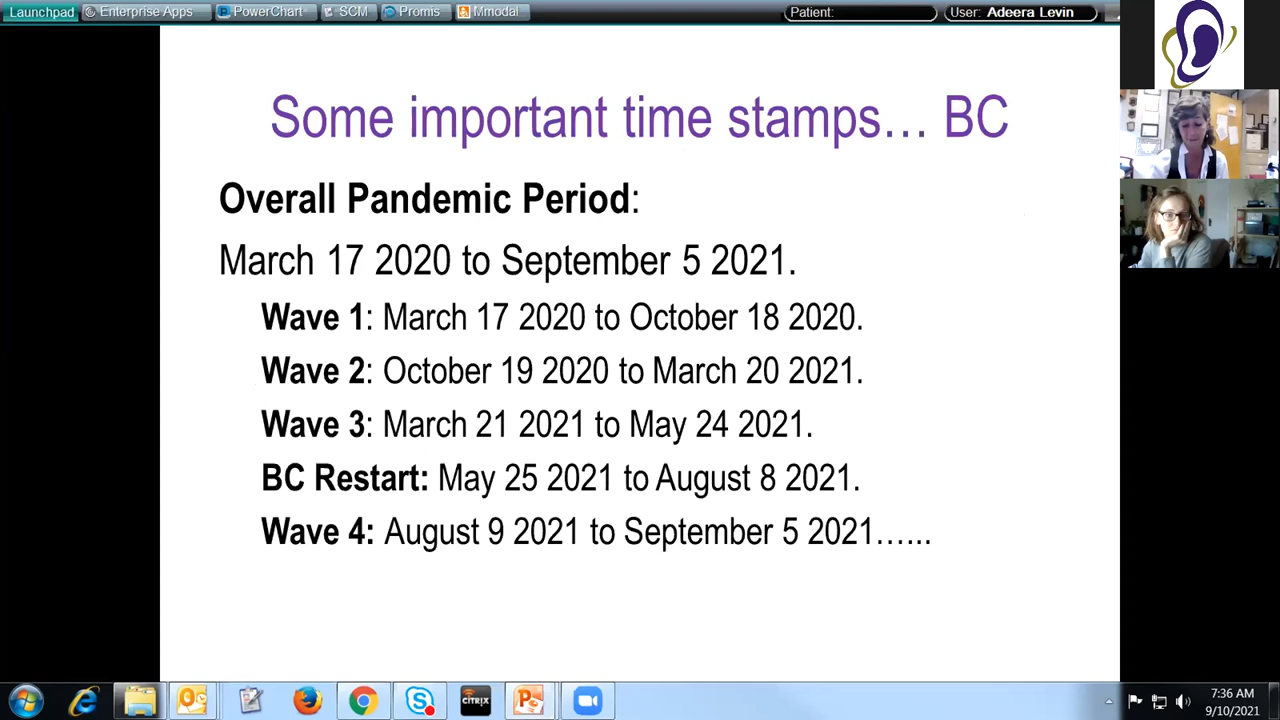 Launchpad Enterprise Apps PowerChart SCM Promis Mmodal Patient: User: Adeera Levin
Some important time stamps… BC
Overall Pandemic Period:
March 17 2020 to September 5 2021.
Wave 1: March 17 2020 to October 18 2020.
Wave 2: October 19 2020 to March 20 2021.
Wave 3: March 21 2021 to May 24 2021.
BC Restart: May 25 2021 to August 8 2021.
Wave 4: August 9 2021 to September 5 2021…...
CITRIX
7:36 AM
9/10/2021